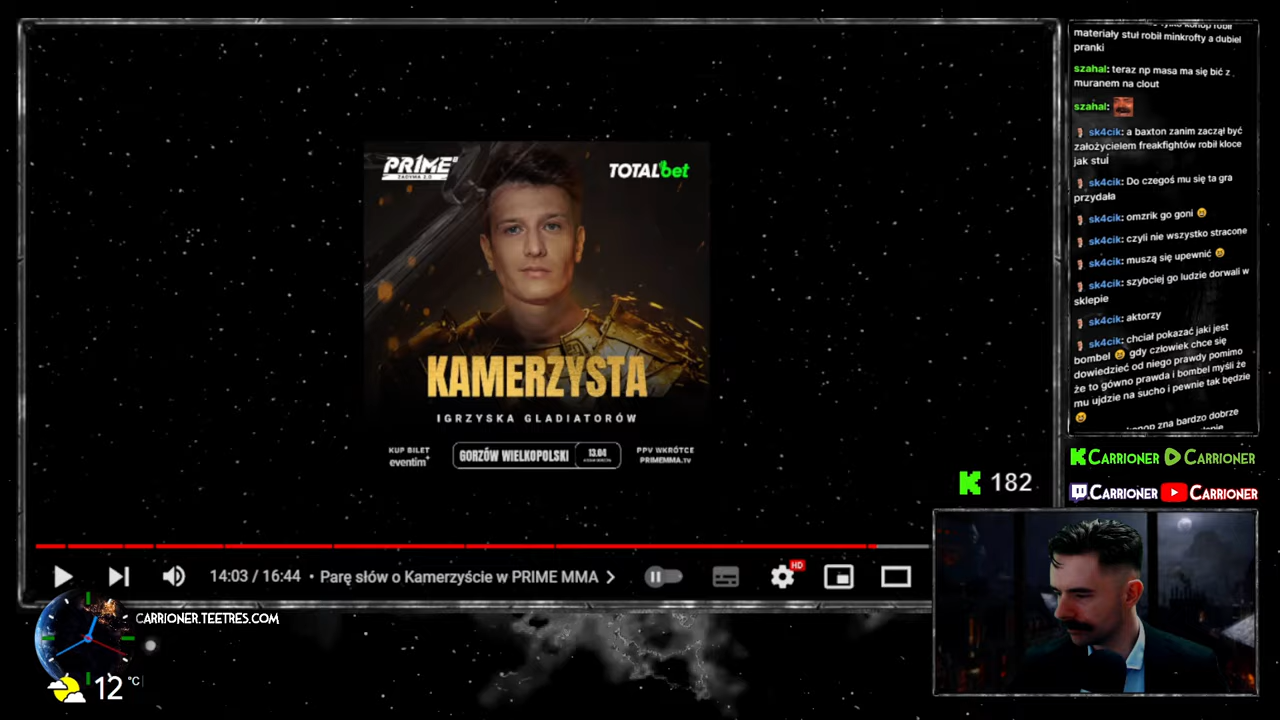 PRIME
TOTALbet
KAMERZYSTA
IGRZYSKA GLADIATORÓW
KUP BILET
eventim
GORZÓW WIELKOPOLSKI
13.04
PPV WKRÓTCE
PRIMEMMA.TV
182
14:03 / 16:44 • Parę słów o Kamerzyście w PRIME MMA
HD
CARRIONER.TEETRES.COM
12 °C
materiały stuł robił minkrofty a dubiel
pranki
szahal: teraz np masa ma się bić z
muranem na clout
szahal:
sk4cik: a baxton zanim zaczął być
założycielem freakfightów robił kloce
jak stuł
sk4cik: Do czegoś mu się ta gra
przydała
sk4cik: omzrik go goni
sk4cik: czyli nie wszystko stracone
sk4cik: muszą się upewnić
sk4cik: szybciej go ludzie dorwali w
sklepie
sk4cik: aktorzy
sk4cik: chciał pokazać jaki jest
bombel gdy człowiek chce się
dowiedzieć od niego prawdy pomimo
że to gówno prawda i bombel myśli że
mu ujdzie na sucho i pewnie tak będzie
zna bardzo dobrze
CARRIONER CARRIONER
CARRIONER CARRIONER